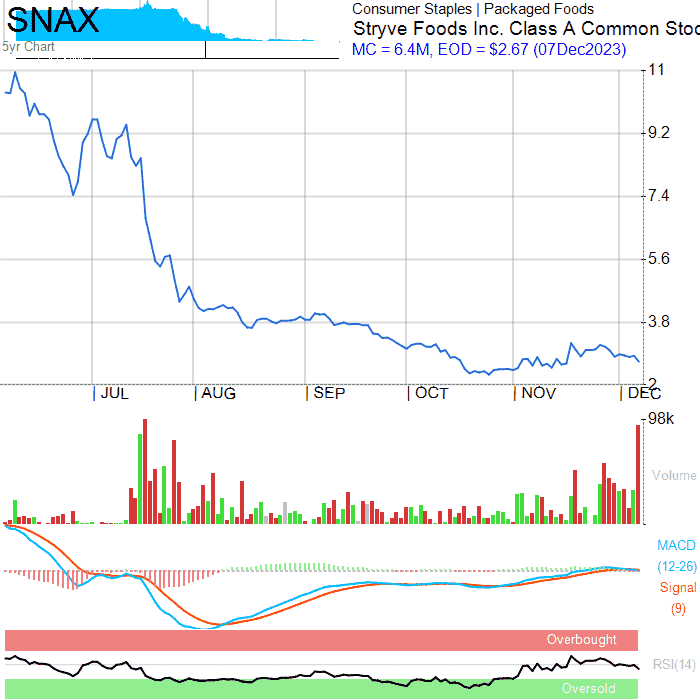 SNAX
5yr Chart
Consumer Staples | Packaged Foods
Stryve Foods Inc. Class A Common Stoc
MC = 6.4M, EOD = $2.67 (07Dec2023)
11
9.2
7.4
5.6
3.8
2
JUL AUG SEP OCT NOV DEC
98k
Volume
MACD
(12-26)
Signal
(9)
Overbought
RSI(14)
Oversold